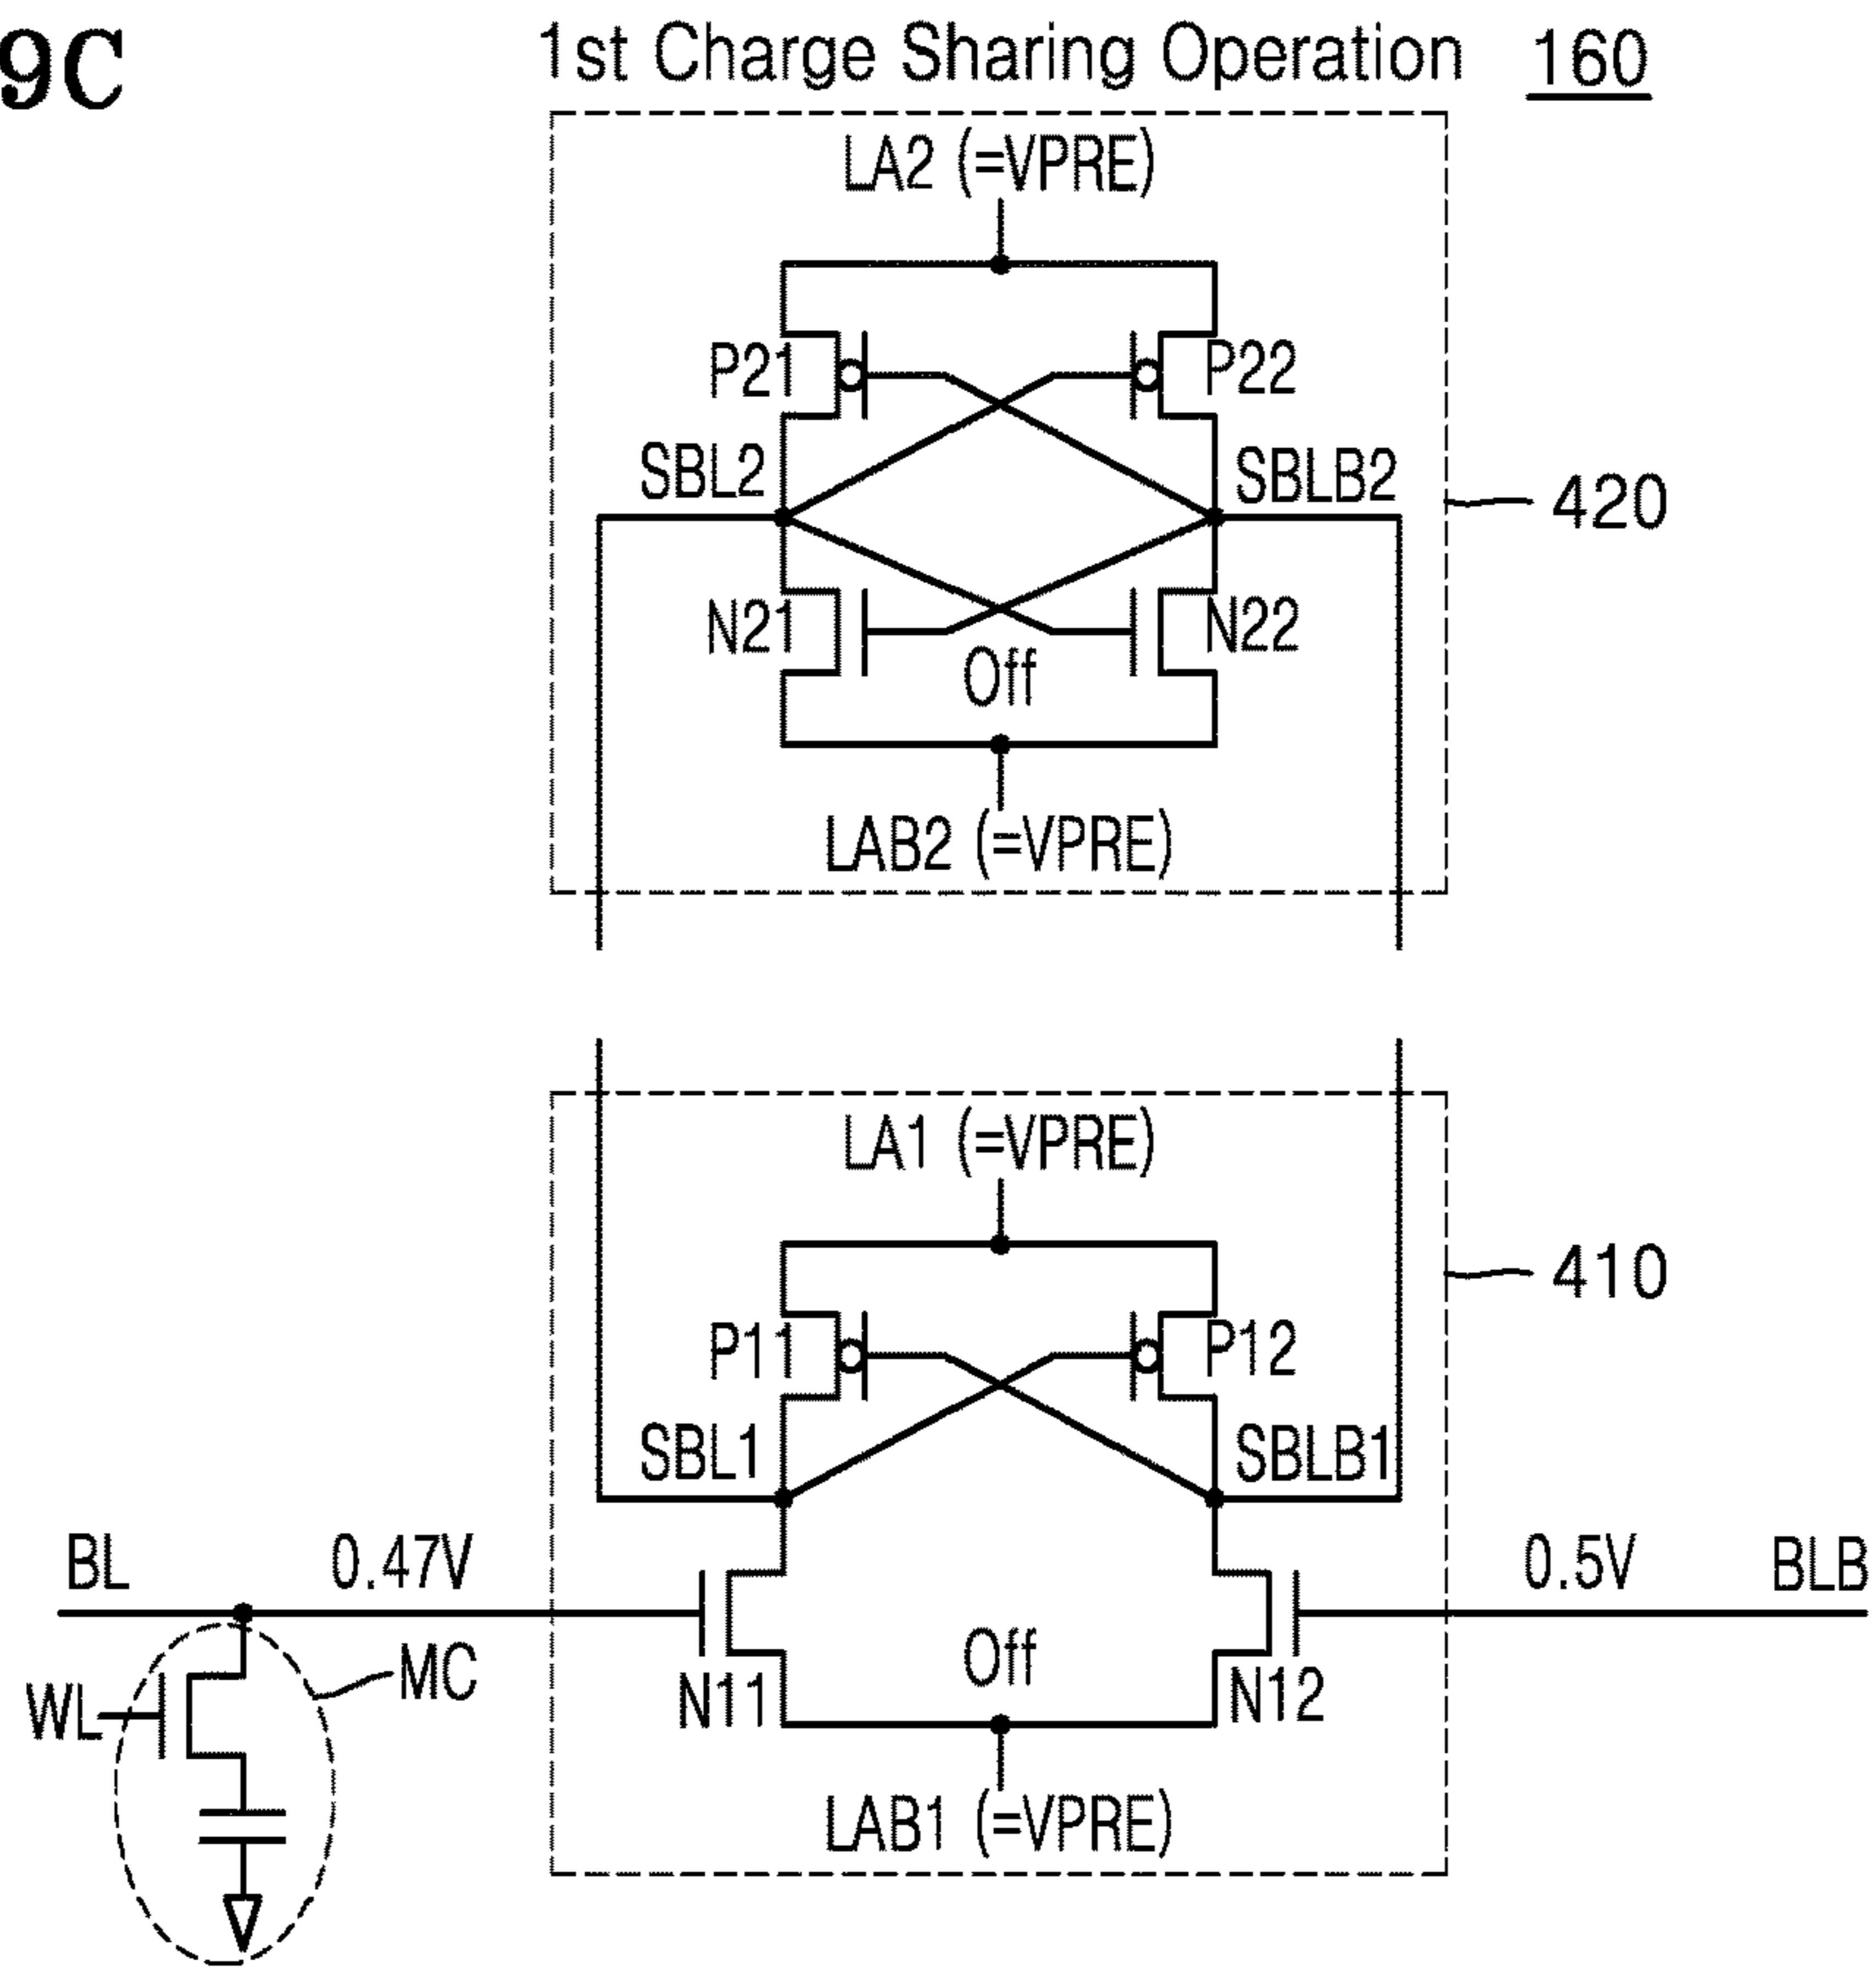 9C
1st Charge Sharing Operation 160
LA2 (=VPRE)
P21 P22
SBL2 SBLB2
420
N21 N22
Off
LAB2 (=VPRE)
LA1 (=VPRE)
410
P11 P12
SBL1 SBLB1
BL 0.47V 0.5V BLB
Off
MC
WL N11 N12
LAB1 (=VPRE)